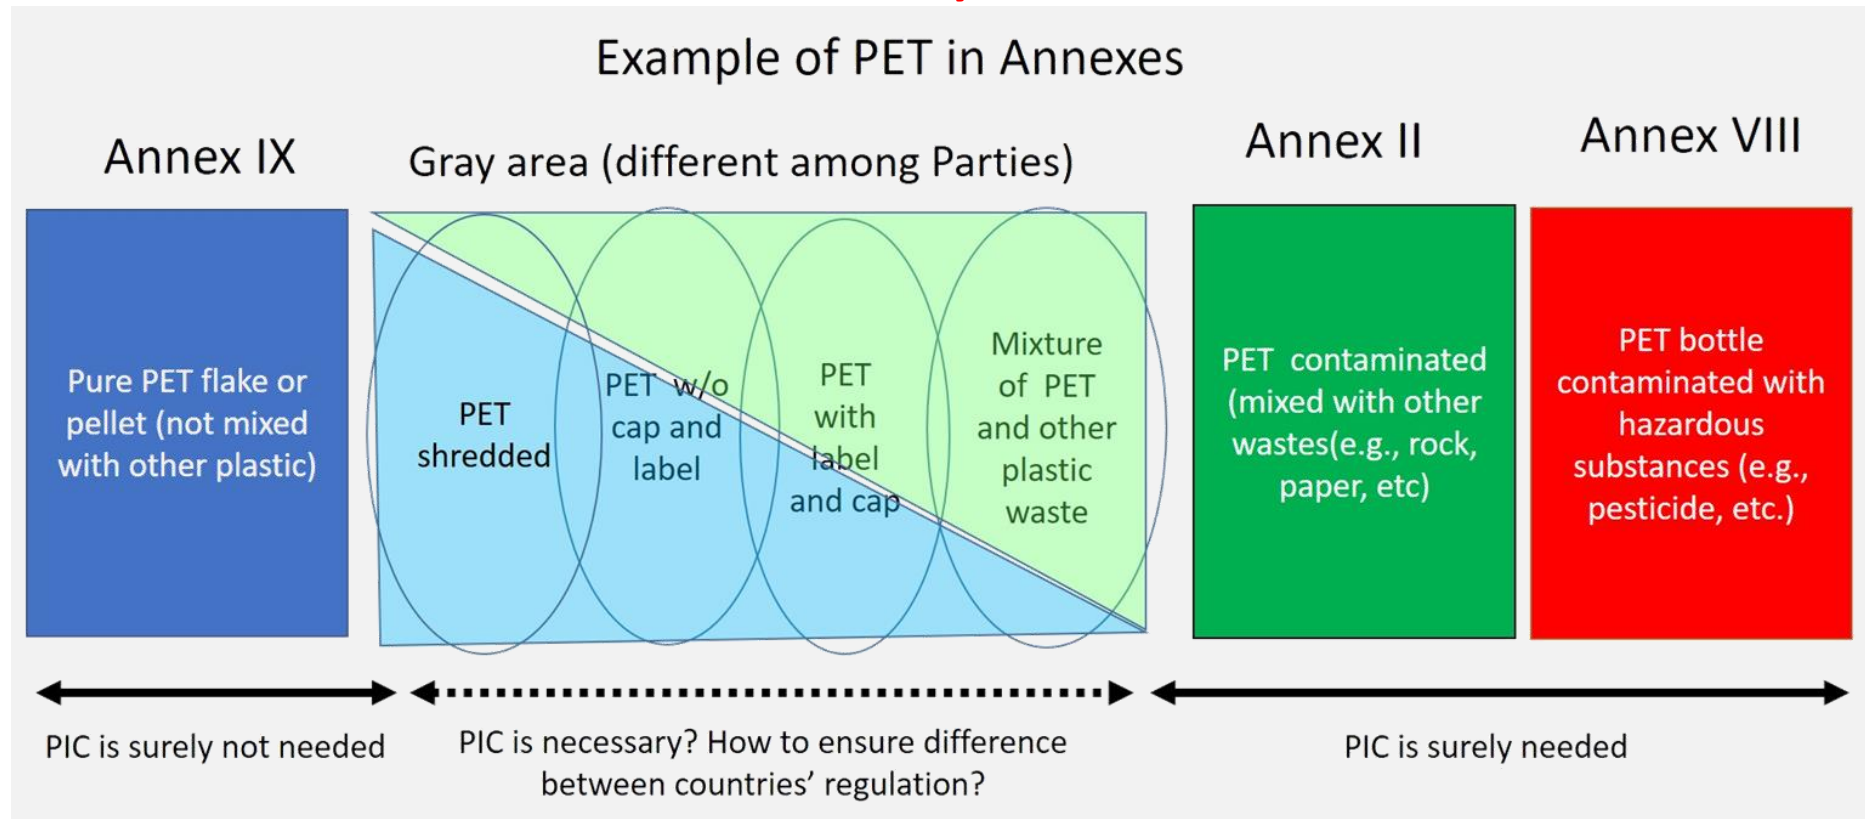 Example of PET in Annexes
Annex IX
Gray area (different among Parties)
Annex II
Annex VIII
Pure PET flake or
pellet (not mixed
with other plastic)
PET
shredded
PET w/o
cap and
label
PET
with
label
and cap
Mixture
of PET
and other
plastic
waste
PET contaminated
(mixed with other
wastes(e.g., rock,
paper, etc)
PET bottle
contaminated with
hazardous
substances (e.g.,
pesticide, etc.)
PIC is surely not needed
PIC is necessary? How to ensure difference
between countries’ regulation?
PIC is surely needed